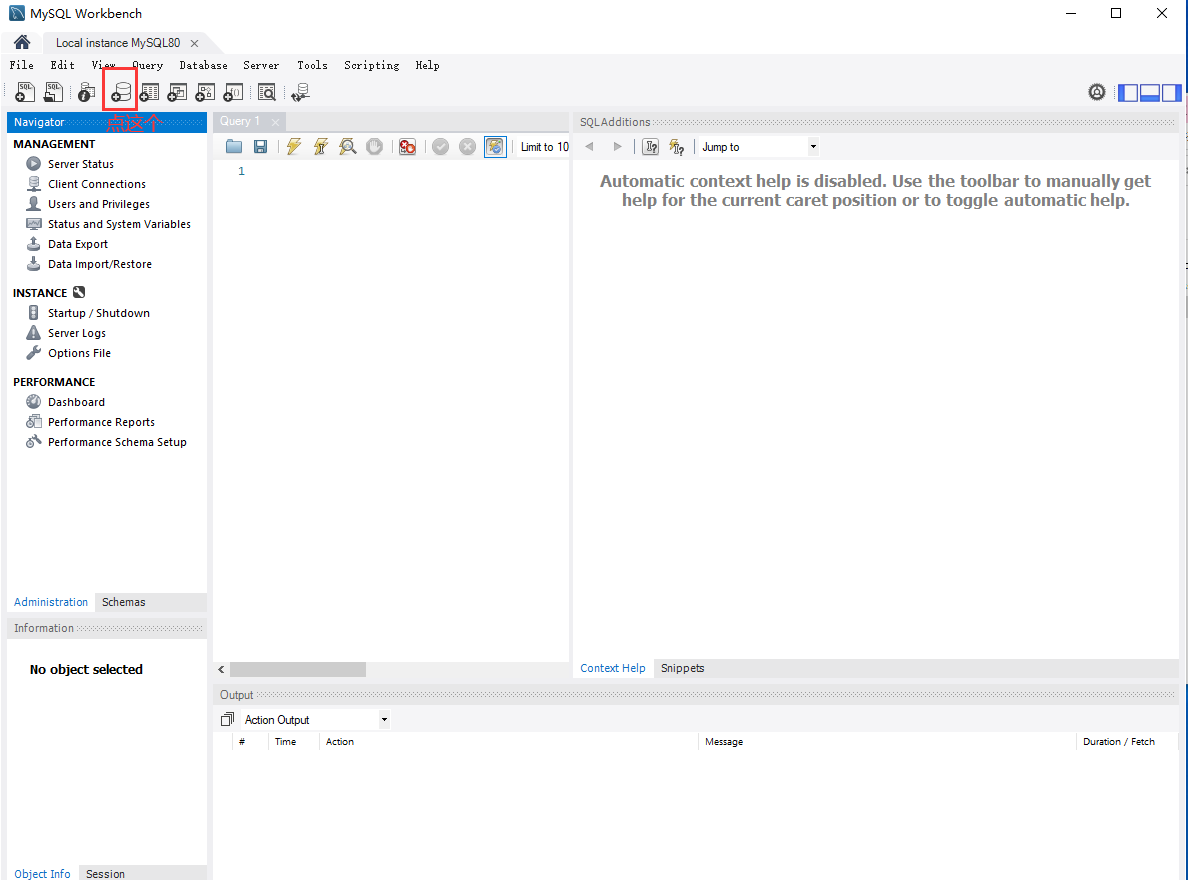 MySQL Workbench
Local instance MySQL80
File Edit View Query Database Server Tools Scripting Help
SQL SQL
点这个
Navigator
MANAGEMENT
Server Status
Client Connections
Users and Privileges
Status and System Variables
Data Export
Data Import/Restore
INSTANCE
Startup / Shutdown
Server Logs
Options File
PERFORMANCE
Dashboard
Performance Reports
Performance Schema Setup
Administration Schemas
Information
No object selected
Object Info Session
Query 1
Limit to 10
1
SQLAdditions
Jump to
Automatic context help is disabled. Use the toolbar to manually get
help for the current caret position or to toggle automatic help.
Context Help Snippets
Output
Action Output
# Time Action Message Duration / Fetch